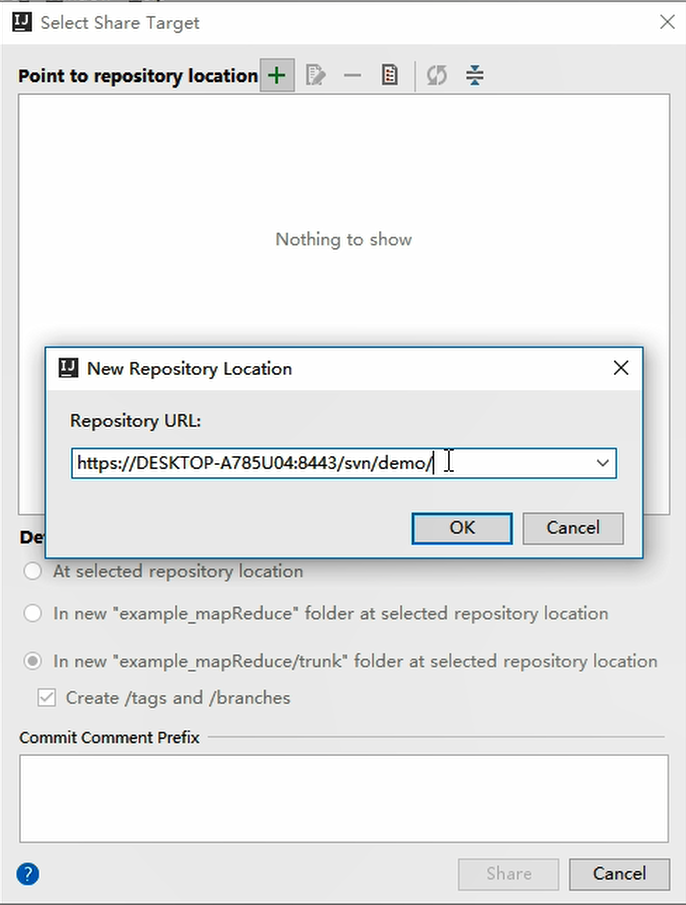 IJ Select Share Target
Point to repository location
Nothing to show
IJ New Repository Location
Repository URL:
https://DESKTOP-A785U04:8443/svn/demo/
OK Cancel
At selected repository location
In new "example_mapReduce" folder at selected repository location
In new "example_mapReduce/trunk" folder at selected repository location
Create /tags and /branches
Commit Comment Prefix
? Share Cancel